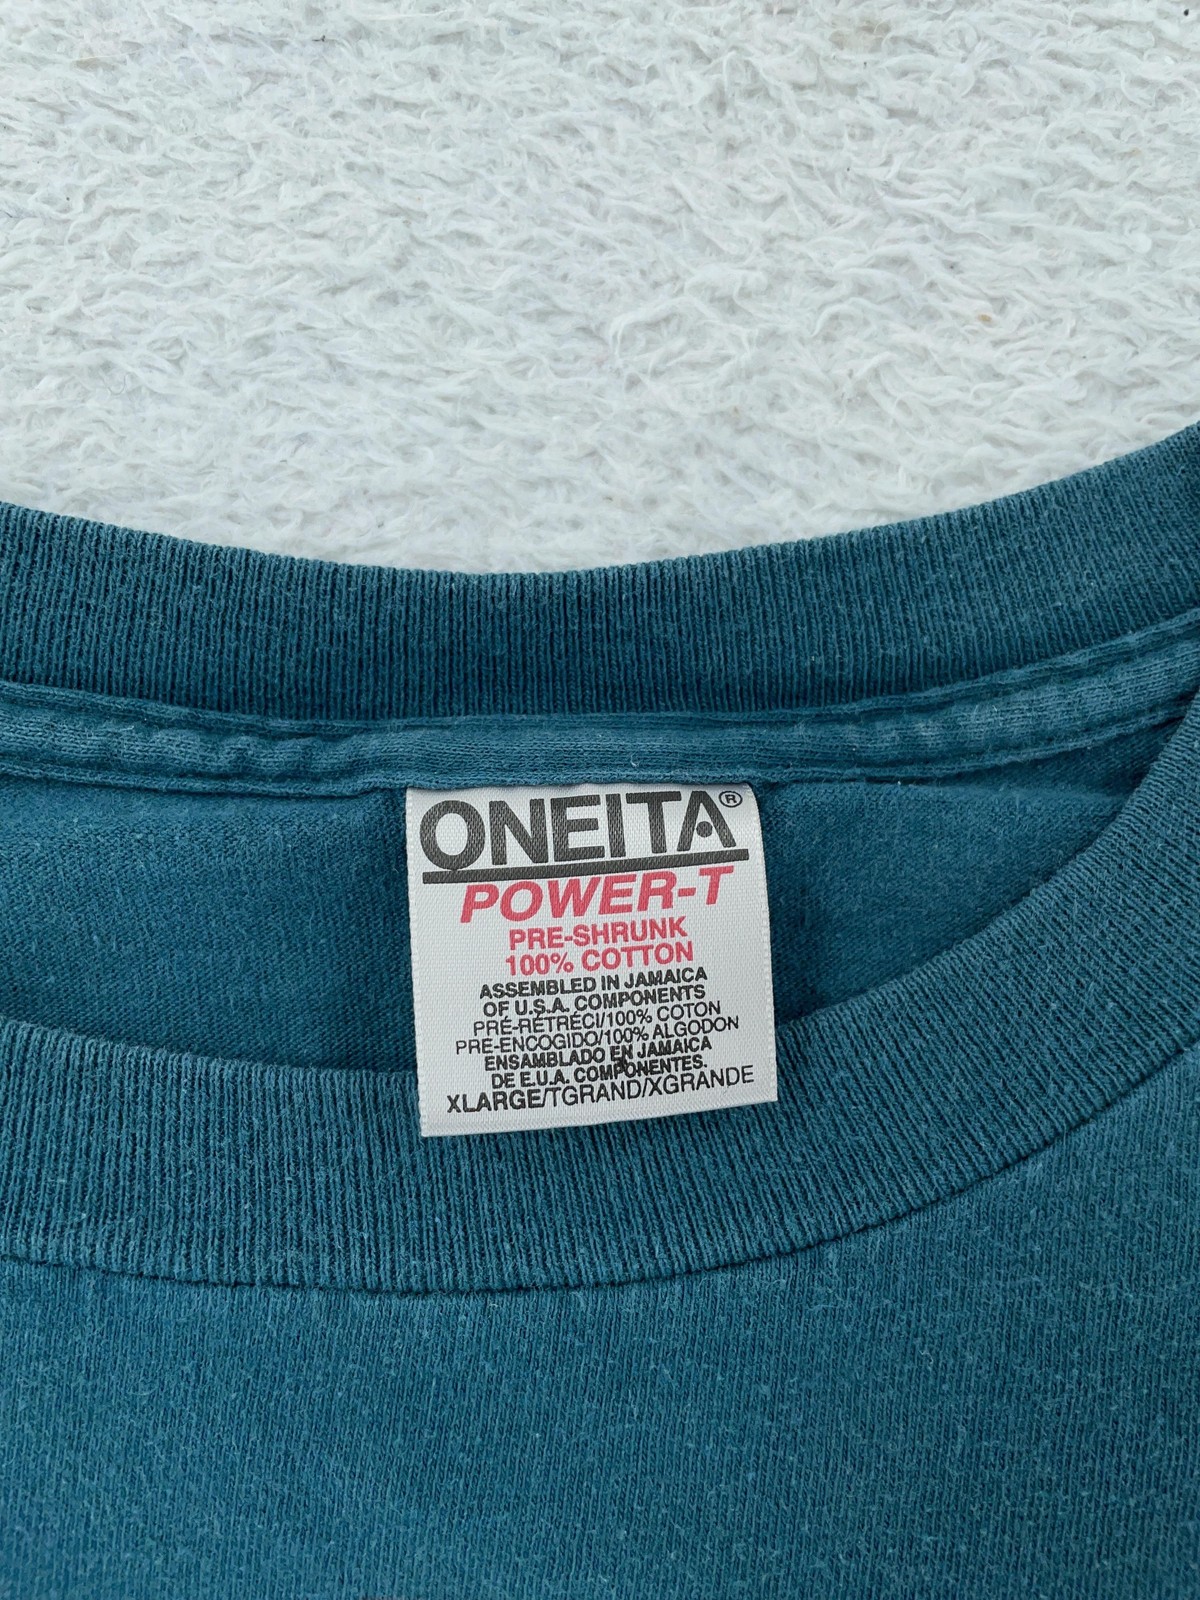 ONEITA®
POWER-T
PRE-SHRUNK
100% COTTON
ASSEMBLED IN JAMAICA
OF U.S.A. COMPONENTS
PRÉ-RÉTRÉCI/100% COTON
PRE-ENCOGIDO/100% ALGODON
ENSAMBLADO EN JAMAICA
DE E.U.A. COMPONENTES.
XLARGE/TGRAND/XGRANDE